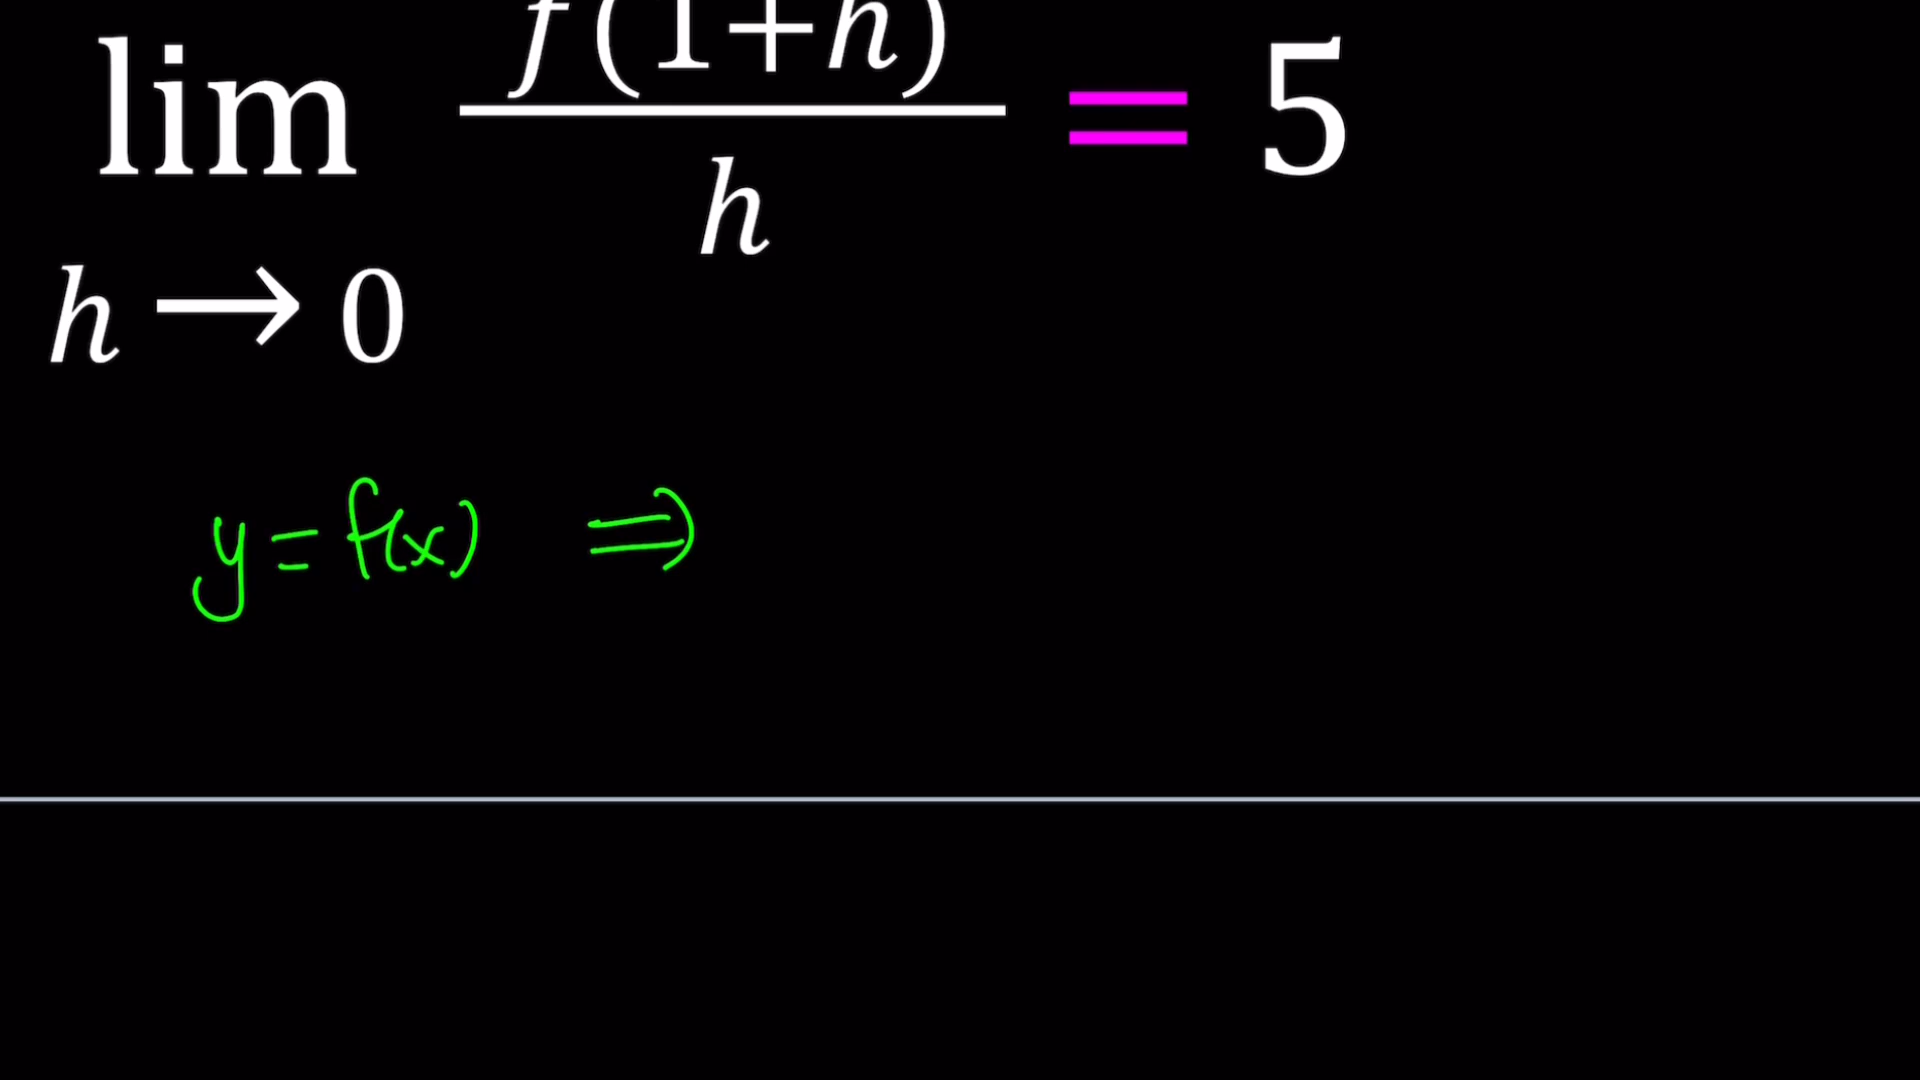 f(1+h)
lim = 5
h
h → 0
y = f(x) ⇒